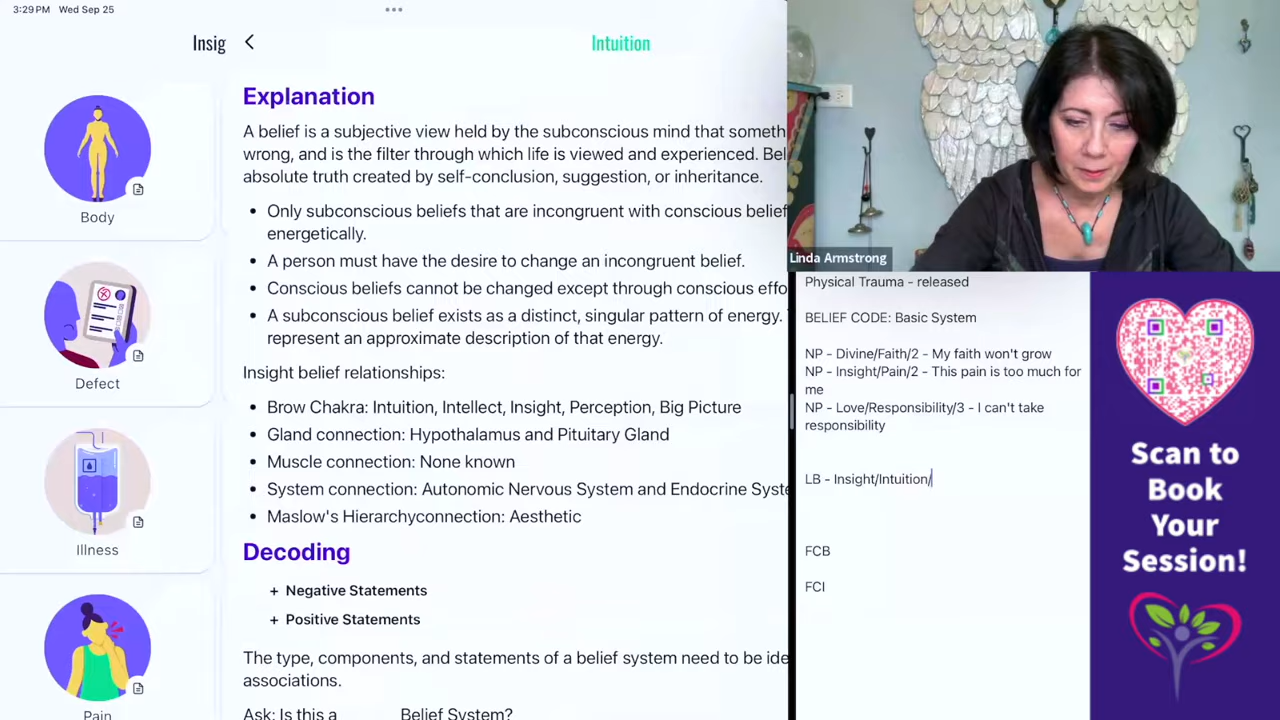 3:29 PM Wed Sep 25
Insig
Intuition
Body
Defect
Illness
Pain
Explanation
A belief is a subjective view held by the subconscious mind that someth
wrong, and is the filter through which life is viewed and experienced. Bel
absolute truth created by self-conclusion, suggestion, or inheritance.
• Only subconscious beliefs that are incongruent with conscious belief
energetically.
• A person must have the desire to change an incongruent belief.
• Conscious beliefs cannot be changed except through conscious effo
• A subconscious belief exists as a distinct, singular pattern of energy.
represent an approximate description of that energy.
Insight belief relationships:
• Brow Chakra: Intuition, Intellect, Insight, Perception, Big Picture
• Gland connection: Hypothalamus and Pituitary Gland
• Muscle connection: None known
• System connection: Autonomic Nervous System and Endocrine Syste
• Maslow's Hierarchyconnection: Aesthetic
Decoding
+ Negative Statements
+ Positive Statements
The type, components, and statements of a belief system need to be ide
associations.
Ask: Is this a _____ Belief System?
Linda Armstrong
Physical Trauma - released
BELIEF CODE: Basic System
NP - Divine/Faith/2 - My faith won't grow
NP - Insight/Pain/2 - This pain is too much for
me
NP - Love/Responsibility/3 - I can't take
responsibility
LB - Insight/Intuition/
FCB
FCI
Scan to
Book
Your
Session!